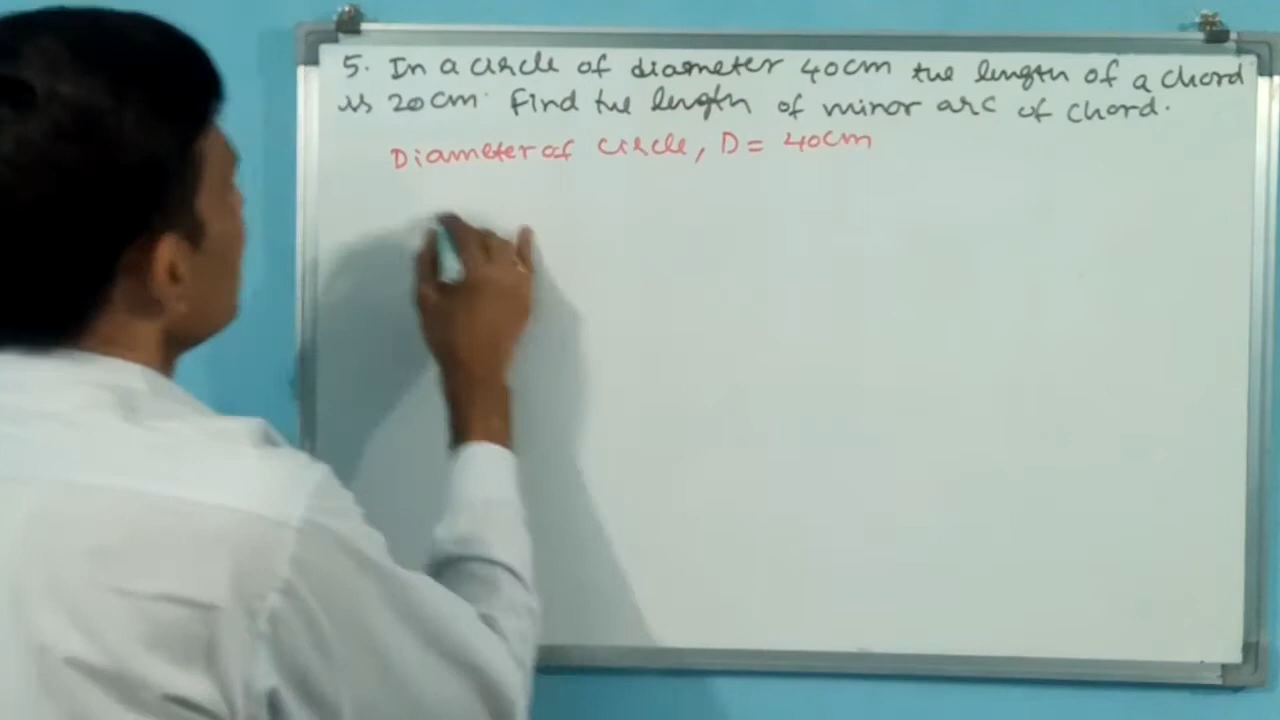 5. In a circle of diameter 40cm the length of a chord
is 20cm. Find the length of minor arc of chord.
Diameter of circle, D = 40cm